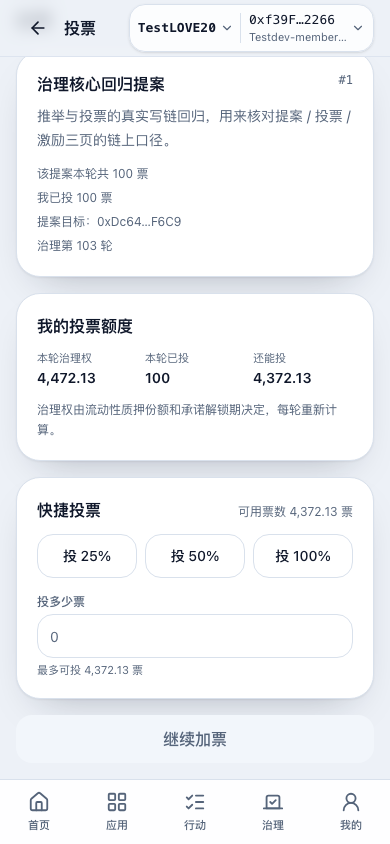 投票
TestLOVE20
0xf39F…2266
Testdev-member…
治理核心回归提案
#1
推举与投票的真实写链回归，用来核对提案 / 投票 /
激励三页的链上口径。
该提案本轮共 100 票
我已投 100 票
提案目标：0xDc64…F6C9
治理第 103 轮
我的投票额度
本轮治理权 本轮已投 还能投
4,472.13 100 4,372.13
治理权由流动性质押份额和承诺解锁期决定，每轮重新计
算。
快捷投票 可用票数 4,372.13 票
投 25% 投 50% 投 100%
投多少票
0
最多可投 4,372.13 票
继续加票
首页 应用 行动 治理 我的